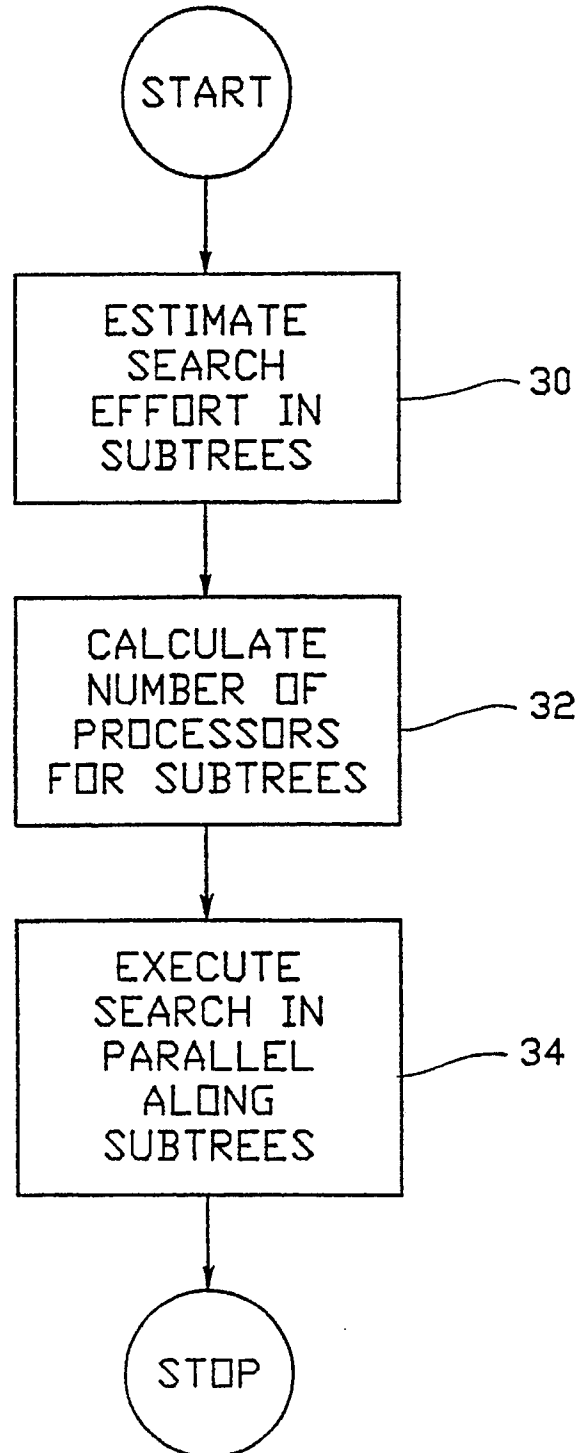 START
ESTIMATE
SEARCH
EFFORT IN
SUBTREES
30
CALCULATE
NUMBER OF
PROCESSORS
FOR SUBTREES
32
EXECUTE
SEARCH IN
PARALLEL
ALONG
SUBTREES
34
STOP